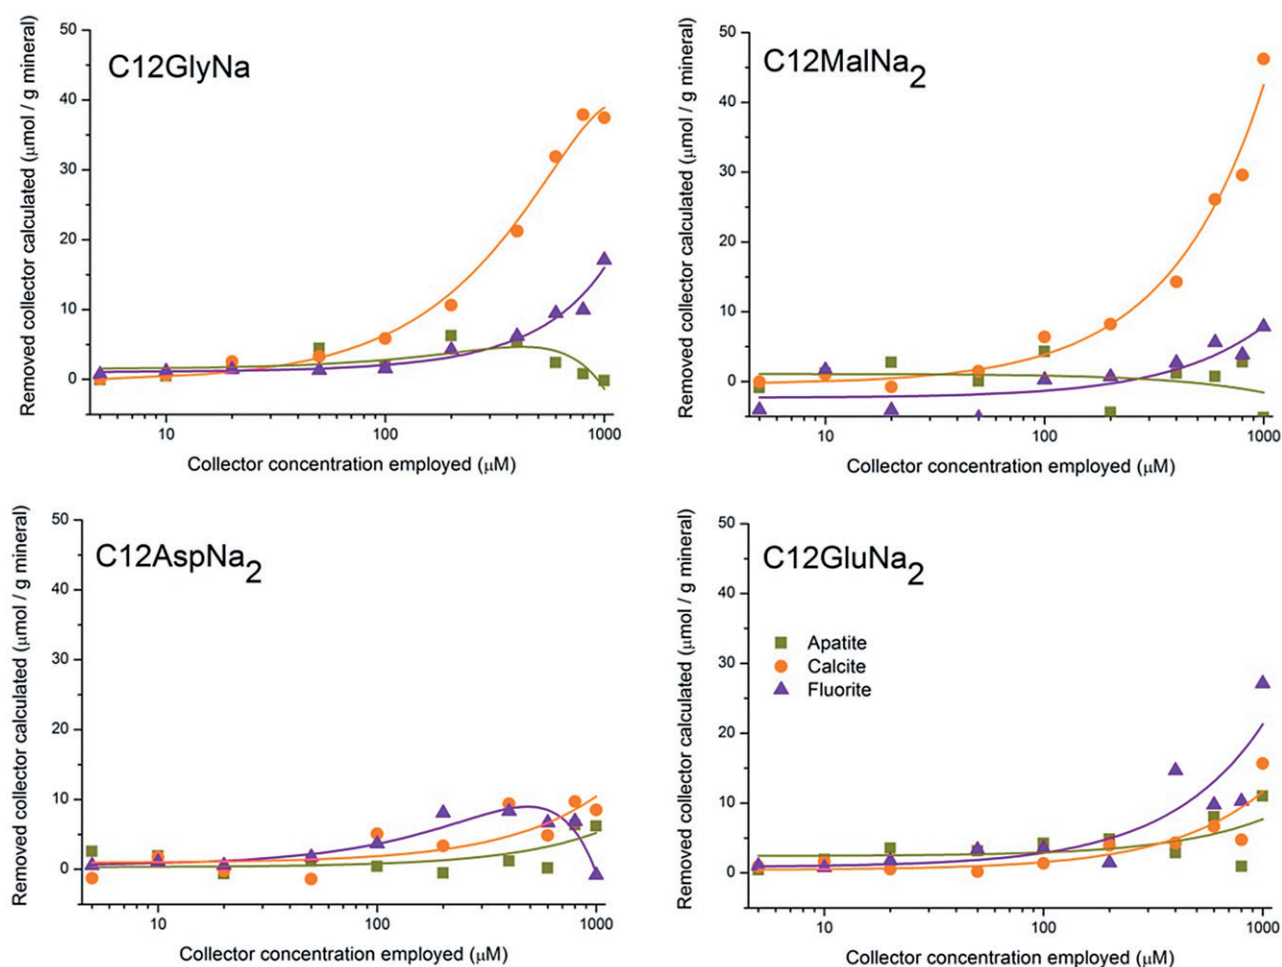 C12GlyNa
Removed collector calculated (μmol / g mineral)
50
40
30
20
10
0
10
100
1000
Collector concentration employed (μM)
C12MalNa2
Removed collector calculated (μmol / g mineral)
50
40
30
20
10
0
10
100
1000
Collector concentration employed (μM)
C12AspNa2
Removed collector calculated (μmol / g mineral)
50
40
30
20
10
0
10
100
1000
Collector concentration employed (μM)
C12GluNa2
Removed collector calculated (μmol / g mineral)
50
40
30
20
10
0
Apatite
Calcite
Fluorite
10
100
1000
Collector concentration employed (μM)